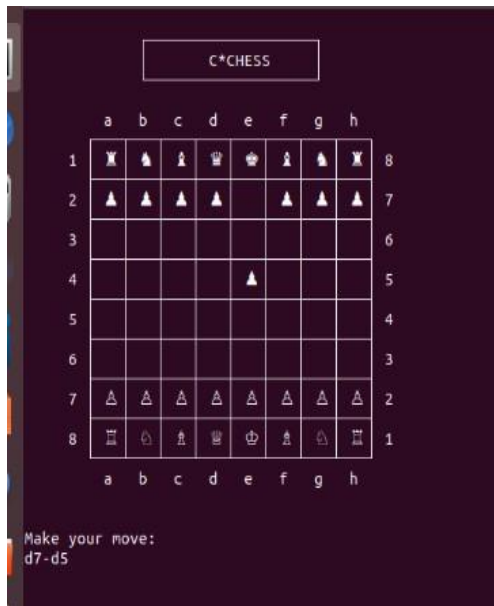 C*CHESS
a b c d e f g h
1 ♜ ♞ ♝ ♛ ♚ ♝ ♞ ♜ 8
2 ♟ ♟ ♟ ♟ ♟ ♟ ♟ 7
3 6
4 ♟ 5
5 4
6 3
7 ♙ ♙ ♙ ♙ ♙ ♙ ♙ ♙ 2
8 ♖ ♘ ♗ ♕ ♔ ♗ ♘ ♖ 1
a b c d e f g h
Make your move:
d7-d5